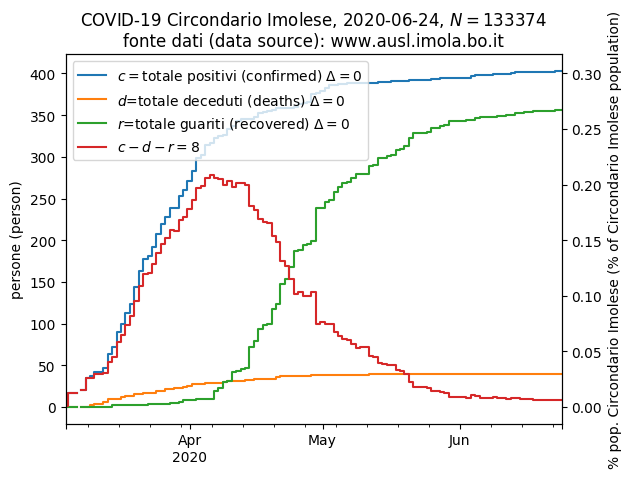 COVID-19 Circondario Imolese, 2020-06-24, N = 133374
fonte dati (data source): www.ausl.imola.bo.it
c = totale positivi (confirmed) Δ = 0
d=totale deceduti (deaths) Δ = 0
r=totale guariti (recovered) Δ = 0
c − d − r = 8
persone (person)
400
350
300
250
200
150
100
50
0
0.30
0.25
0.20
0.15
0.10
0.05
0.00
% pop. Circondario Imolese (% of Circondario Imolese population)
Apr
May
Jun
2020